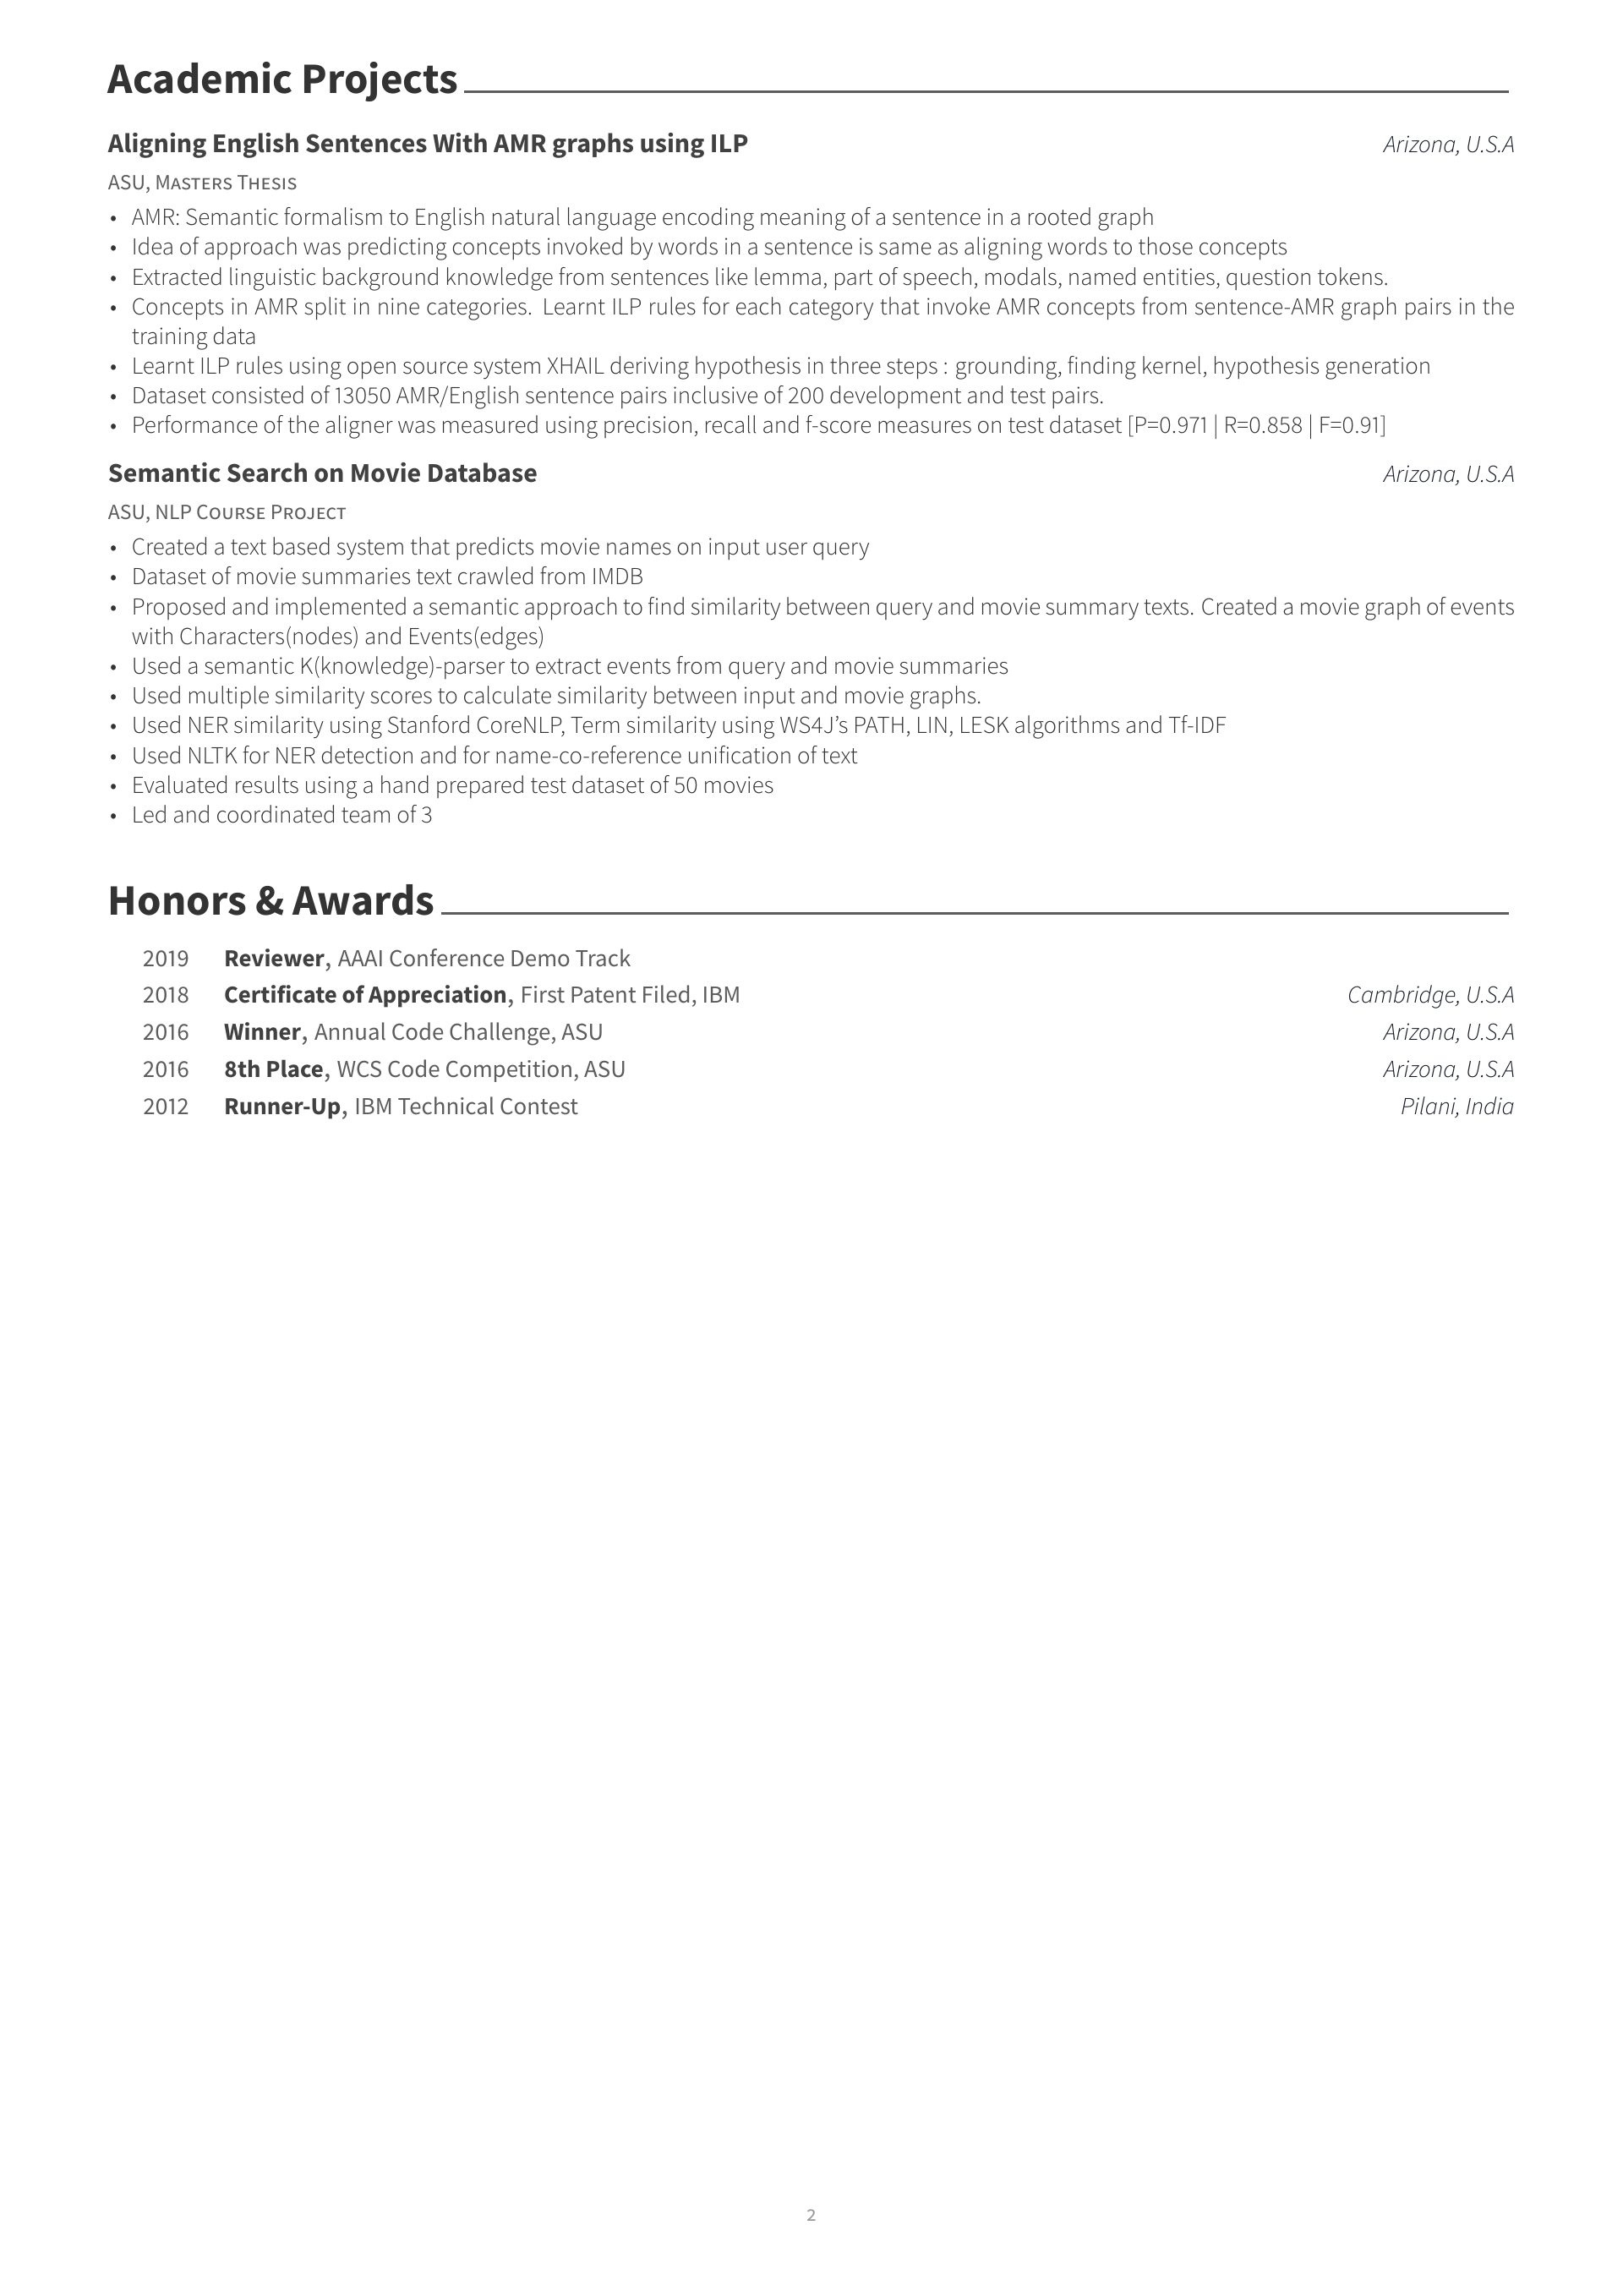 Academic Projects
Aligning English Sentences With AMR graphs using ILP Arizona, U.S.A
ASU, Masters Thesis
• AMR: Semantic formalism to English natural language encoding meaning of a sentence in a rooted graph
• Idea of approach was predicting concepts invoked by words in a sentence is same as aligning words to those concepts
• Extracted linguistic background knowledge from sentences like lemma, part of speech, modals, named entities, question tokens.
• Concepts in AMR split in nine categories. Learnt ILP rules for each category that invoke AMR concepts from sentence-AMR graph pairs in the
training data
• Learnt ILP rules using open source system XHAIL deriving hypothesis in three steps : grounding, finding kernel, hypothesis generation
• Dataset consisted of 13050 AMR/English sentence pairs inclusive of 200 development and test pairs.
• Performance of the aligner was measured using precision, recall and f-score measures on test dataset [P=0.971 | R=0.858 | F=0.91]
Semantic Search on Movie Database Arizona, U.S.A
ASU, NLP Course Project
• Created a text based system that predicts movie names on input user query
• Dataset of movie summaries text crawled from IMDB
• Proposed and implemented a semantic approach to find similarity between query and movie summary texts. Created a movie graph of events
with Characters(nodes) and Events(edges)
• Used a semantic K(knowledge)-parser to extract events from query and movie summaries
• Used multiple similarity scores to calculate similarity between input and movie graphs.
• Used NER similarity using Stanford CoreNLP, Term similarity using WS4J’s PATH, LIN, LESK algorithms and Tf-IDF
• Used NLTK for NER detection and for name-co-reference unification of text
• Evaluated results using a hand prepared test dataset of 50 movies
• Led and coordinated team of 3
Honors & Awards
2019 Reviewer, AAAI Conference Demo Track
2018 Certificate of Appreciation, First Patent Filed, IBM Cambridge, U.S.A
2016 Winner, Annual Code Challenge, ASU Arizona, U.S.A
2016 8th Place, WCS Code Competition, ASU Arizona, U.S.A
2012 Runner-Up, IBM Technical Contest Pilani, India
2